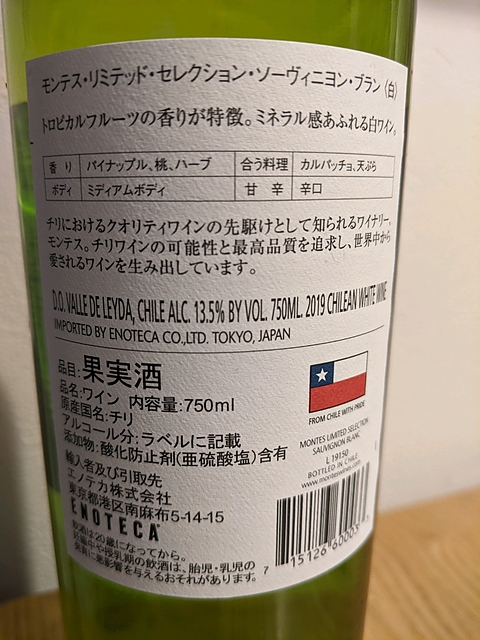 モンテス・リミテッド・セレクション・ソーヴィニヨン・ブラン〈白〉
トロピカルフルーツの香りが特徴。ミネラル感あふれる白ワイン。
香り パイナップル、桃、ハーブ 合う料理 カルパッチョ、天ぷら
ボディ ミディアムボディ 甘辛 辛口
チリにおけるクオリティワインの先駆けとして知られるワイナリー、
モンテス。チリワインの可能性と最高品質を追求し、世界中から
愛されるワインを生み出しています。
D.O. VALLE DE LEYDA, CHILE ALC. 13.5% BY VOL. 750ML. 2019 CHILEAN WHITE WINE
IMPORTED BY ENOTECA CO.,LTD. TOKYO, JAPAN
品目:果実酒
品名:ワイン 内容量:750ml
原産国名:チリ
アルコール分:ラベルに記載
添加物:酸化防止剤(亜硫酸塩)含有
輸入者及び引取先
エノテカ株式会社
東京都港区南麻布5-14-15
ENOTECA
飲酒は20歳になってから。
妊娠中や授乳期の飲酒は、胎児・乳児の
発育に悪影響を与えるおそれがあります。
FROM CHILE WITH PRIDE
MONTES LIMITED SELECTION
SAUVIGNON BLANC
L 19150
BOTTLED IN CHILE
www.monteswines.com
7 15126 60003